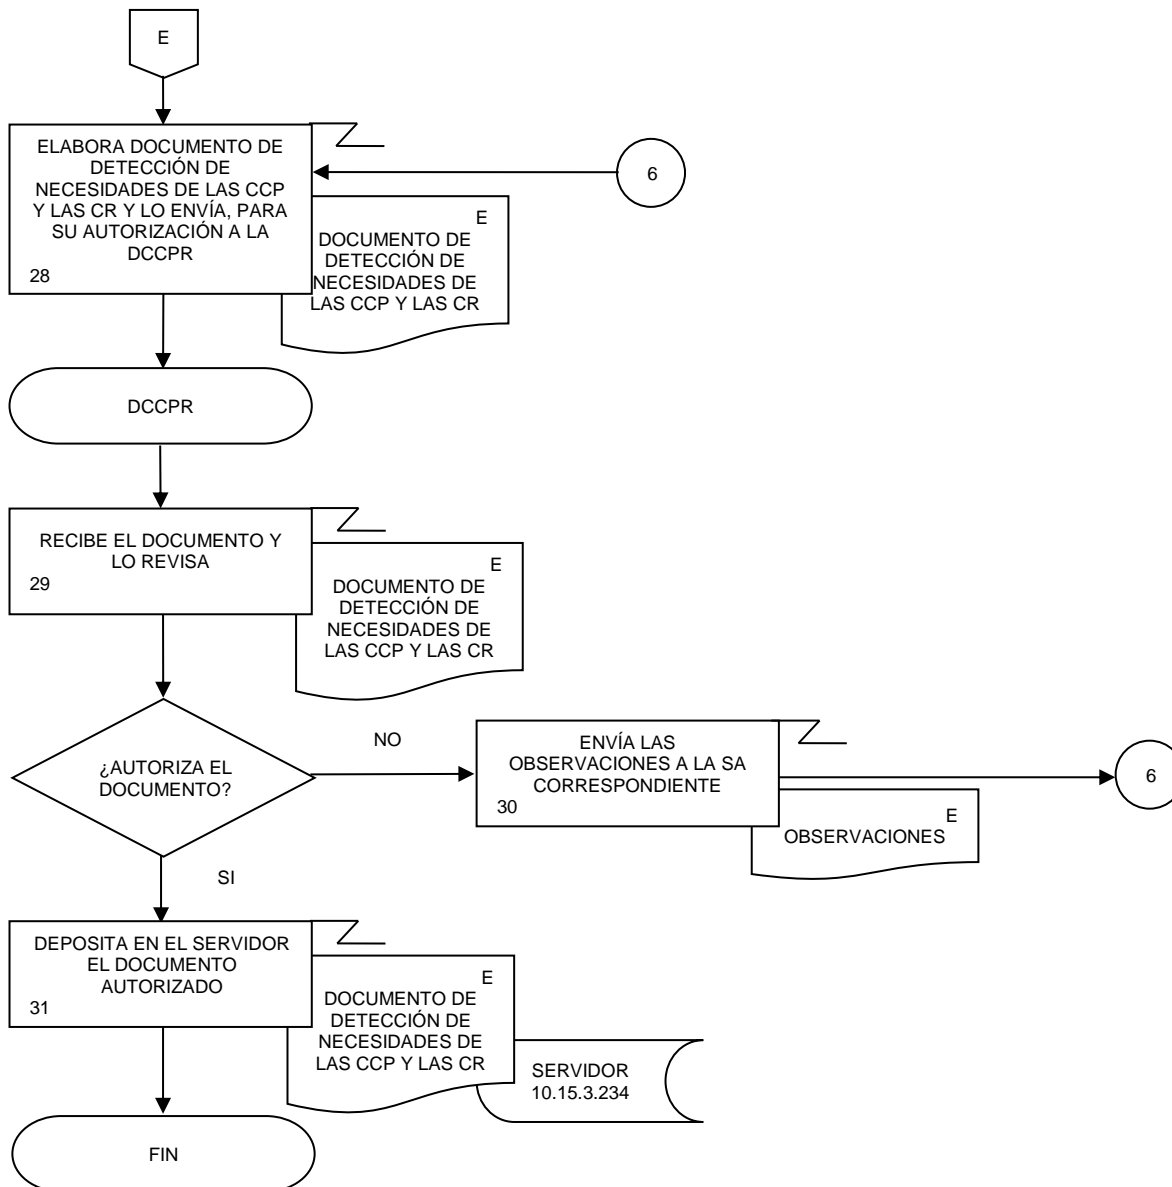 E
ELABORA DOCUMENTO DE
DETECCIÓN DE
NECESIDADES DE LAS CCP
Y LAS CR Y LO ENVÍA, PARA
SU AUTORIZACIÓN A LA
DCCPR
28
6
E
DOCUMENTO DE
DETECCIÓN DE
NECESIDADES DE
LAS CCP Y LAS CR
DCCPR
RECIBE EL DOCUMENTO Y
LO REVISA
29
E
DOCUMENTO DE
DETECCIÓN DE
NECESIDADES DE
LAS CCP Y LAS CR
¿AUTORIZA EL
DOCUMENTO?
NO
ENVÍA LAS
OBSERVACIONES A LA SA
CORRESPONDIENTE
30
E
OBSERVACIONES
6
SI
DEPOSITA EN EL SERVIDOR
EL DOCUMENTO
AUTORIZADO
31
E
DOCUMENTO DE
DETECCIÓN DE
NECESIDADES DE
LAS CCP Y LAS CR
SERVIDOR
10.15.3.234
FIN